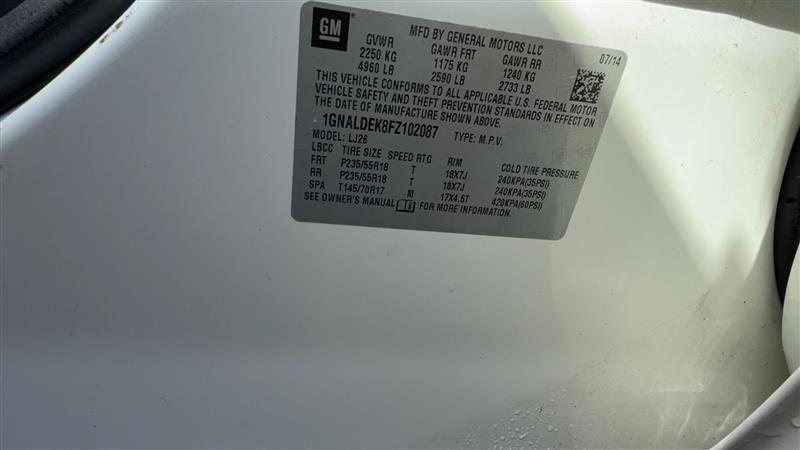 GM
MFD BY GENERAL MOTORS LLC
07/14
GVWR GAWR FRT GAWR RR
2250 KG 1175 KG 1240 KG
4960 LB 2590 LB 2733 LB
THIS VEHICLE CONFORMS TO ALL APPLICABLE U.S. FEDERAL MOTOR
VEHICLE SAFETY AND THEFT PREVENTION STANDARDS IN EFFECT ON
THE DATE OF MANUFACTURE SHOWN ABOVE.
1GNALDEK8FZ102087 TYPE: M.P.V.
MODEL: LJ26
LBCC TIRE SIZE SPEED RTG RIM COLD TIRE PRESSURE
FRT P235/55R18 T 18X7J 240KPA(35PSI)
RR P235/55R18 T 18X7J 240KPA(35PSI)
SPA T145/70R17 M 17X4.5T 420KPA(60PSI)
SEE OWNER'S MANUAL FOR MORE INFORMATION.